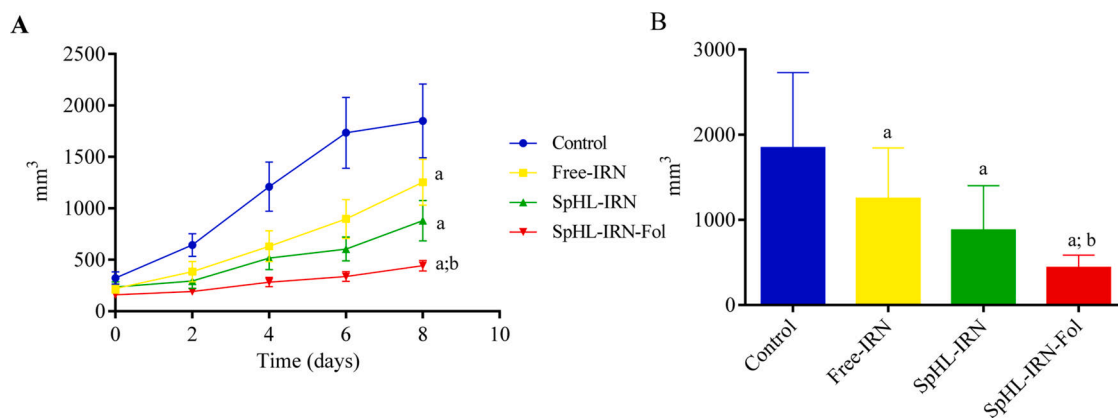 A
2500
2000
1500
1000
500
0
mm³
0 2 4 6 8 10
Time (days)
a
a
a;b
Control
Free-IRN
SpHL-IRN
SpHL-IRN-Fol
B
3000
2000
1000
0
mm³
a
a
a; b
Control
Free-IRN
SpHL-IRN
SpHL-IRN-Fol